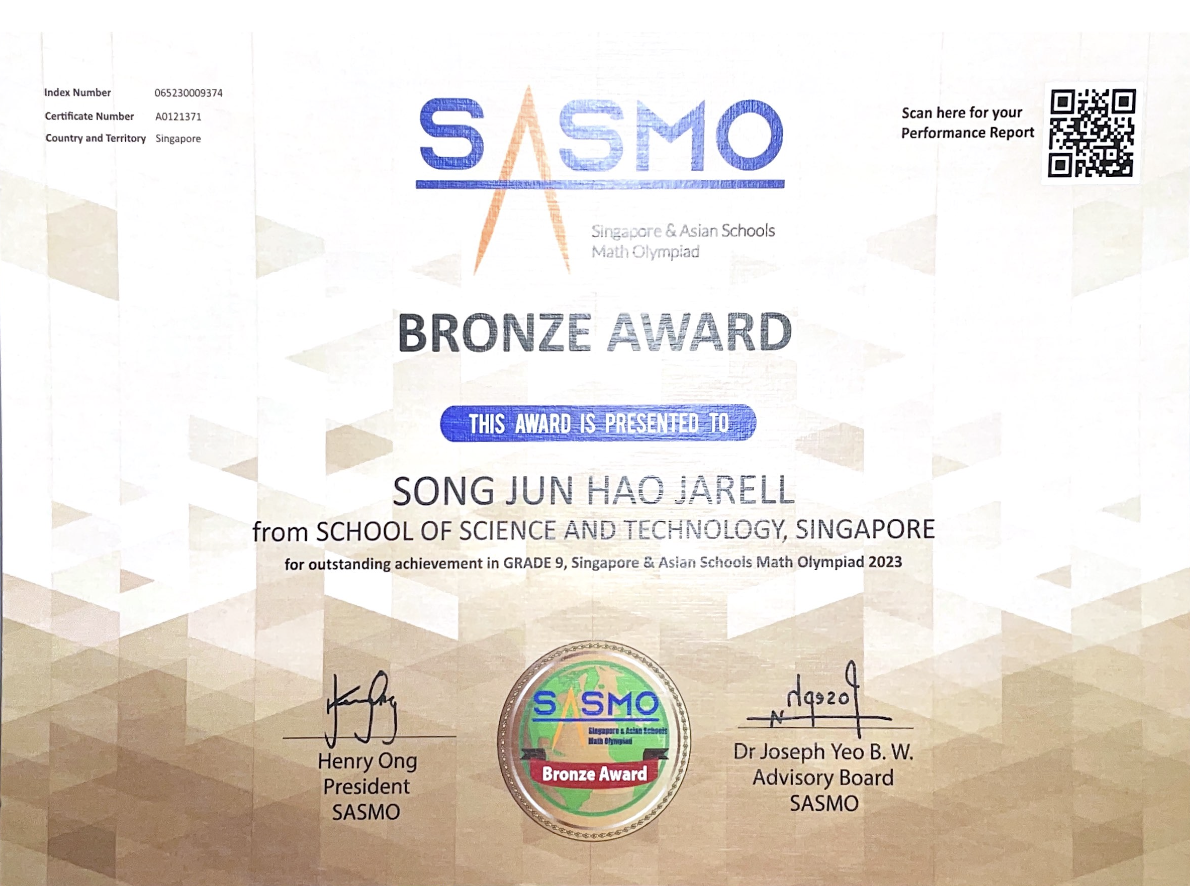 Index Number 065230009374
Certificate Number A0121371
Country and Territory Singapore
Scan here for your
Performance Report
SASMO
Singapore & Asian Schools
Math Olympiad
BRONZE AWARD
THIS AWARD IS PRESENTED TO
SONG JUN HAO JARELL
from SCHOOL OF SCIENCE AND TECHNOLOGY, SINGAPORE
for outstanding achievement in GRADE 9, Singapore & Asian Schools Math Olympiad 2023
Henry Ong
President
SASMO
SASMO
Singapore & Asian Schools
Math Olympiad
Bronze Award
Dr Joseph Yeo B. W.
Advisory Board
SASMO